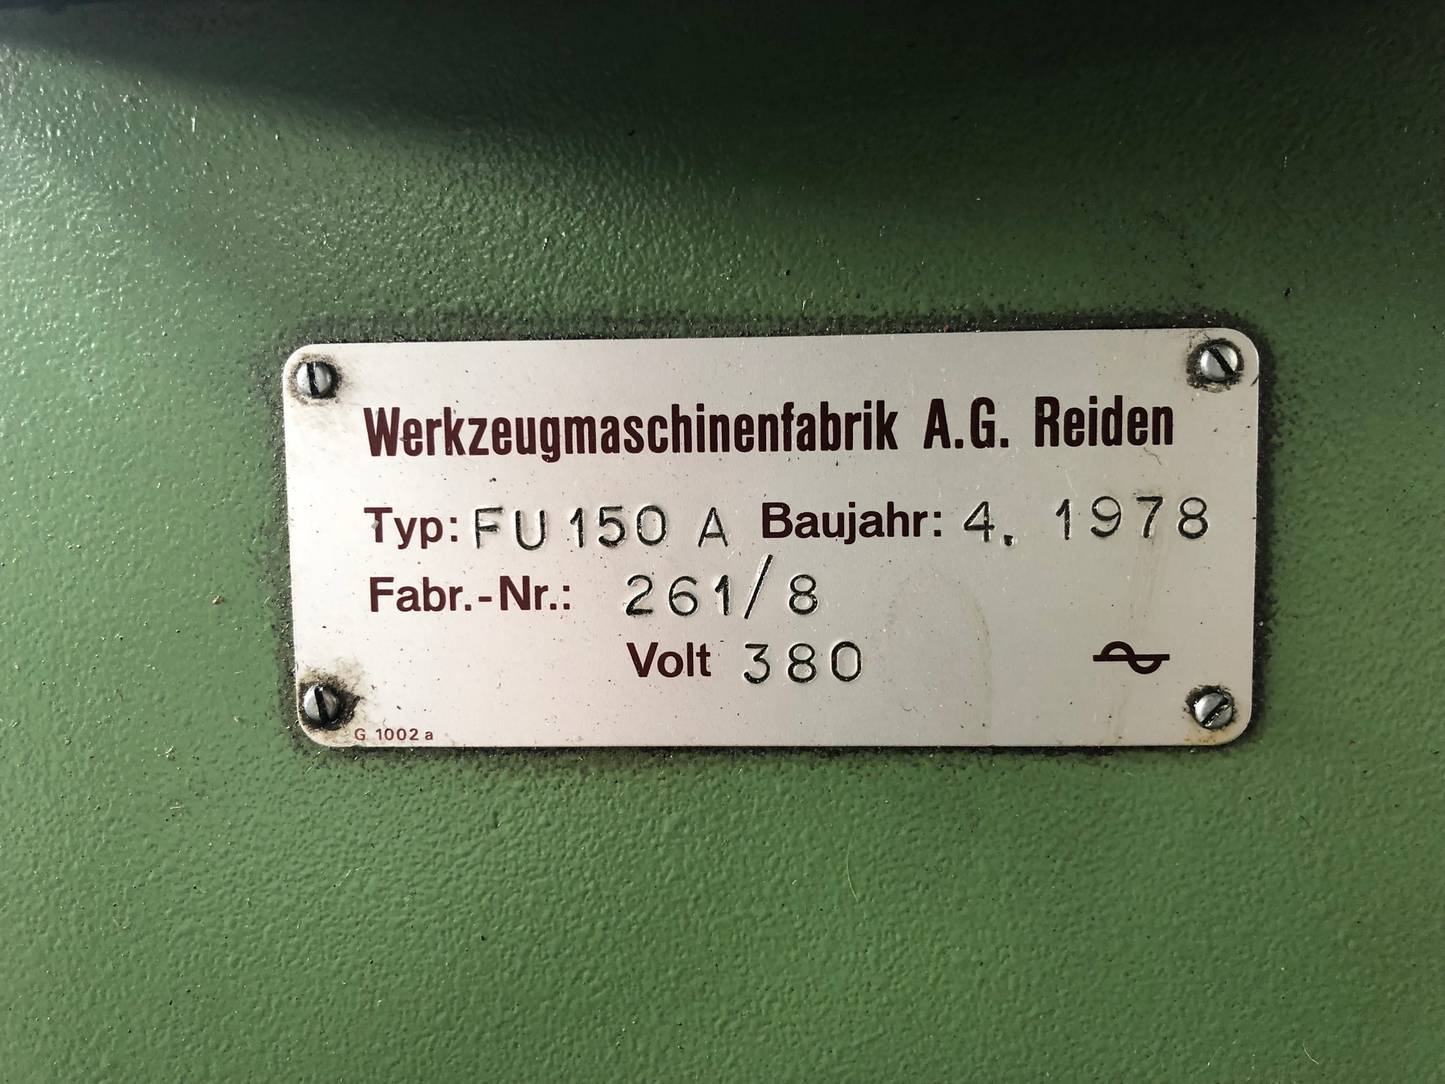 Werkzeugmaschinenfabrik A.G. Reiden
Typ: FU 150 A Baujahr: 4. 1978
Fabr.-Nr.: 261/8
Volt 380
G 1002 a